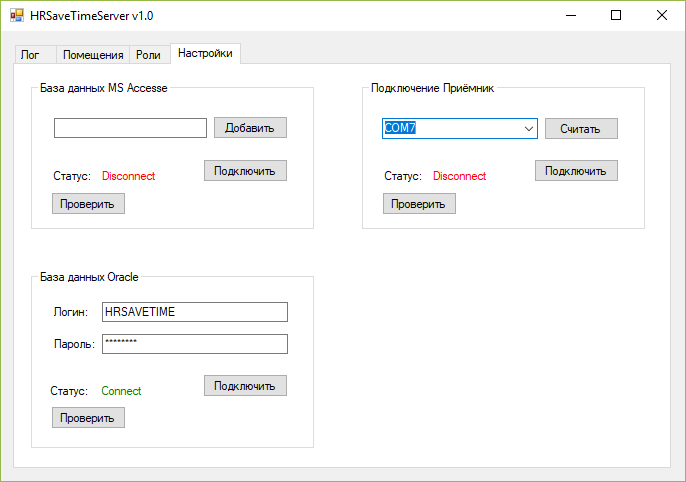 HRSaveTimeServer v1.0
Лог Помещения Роли Настройки
База данных MS Accesse
Добавить
Статус: Disconnect Подключить
Проверить
Подключение Приёмник
COM7 Считать
Статус: Disconnect Подключить
Проверить
База данных Oracle
Логин: HRSAVETIME
Пароль: ********
Статус: Connect Подключить
Проверить